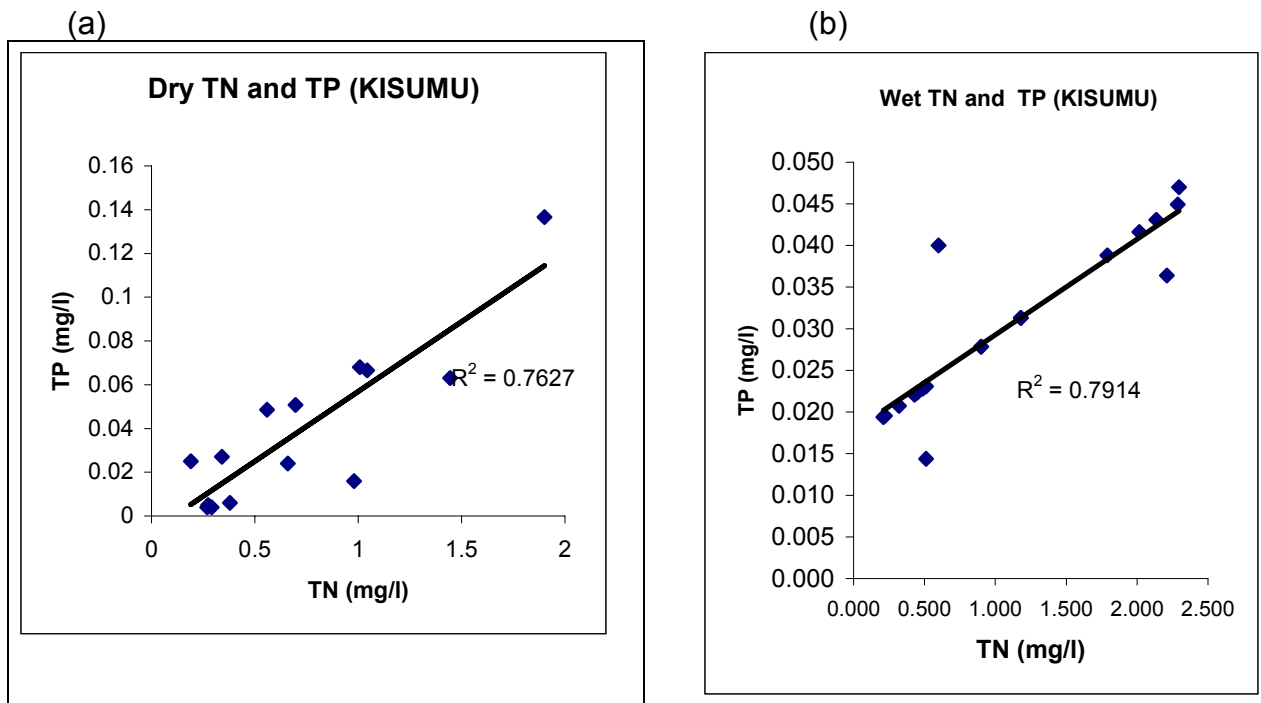 (a)
Dry TN and TP (KISUMU)
0.16
0.14
0.12
0.1
0.08
0.06
0.04
0.02
0
TP (mg/l)
R² = 0.7627
0 0.5 1 1.5 2
TN (mg/l)
(b)
Wet TN and TP (KISUMU)
0.050
0.045
0.040
0.035
0.030
0.025
0.020
0.015
0.010
0.005
0.000
TP (mg/l)
R² = 0.7914
0.000 0.500 1.000 1.500 2.000 2.500
TN (mg/l)